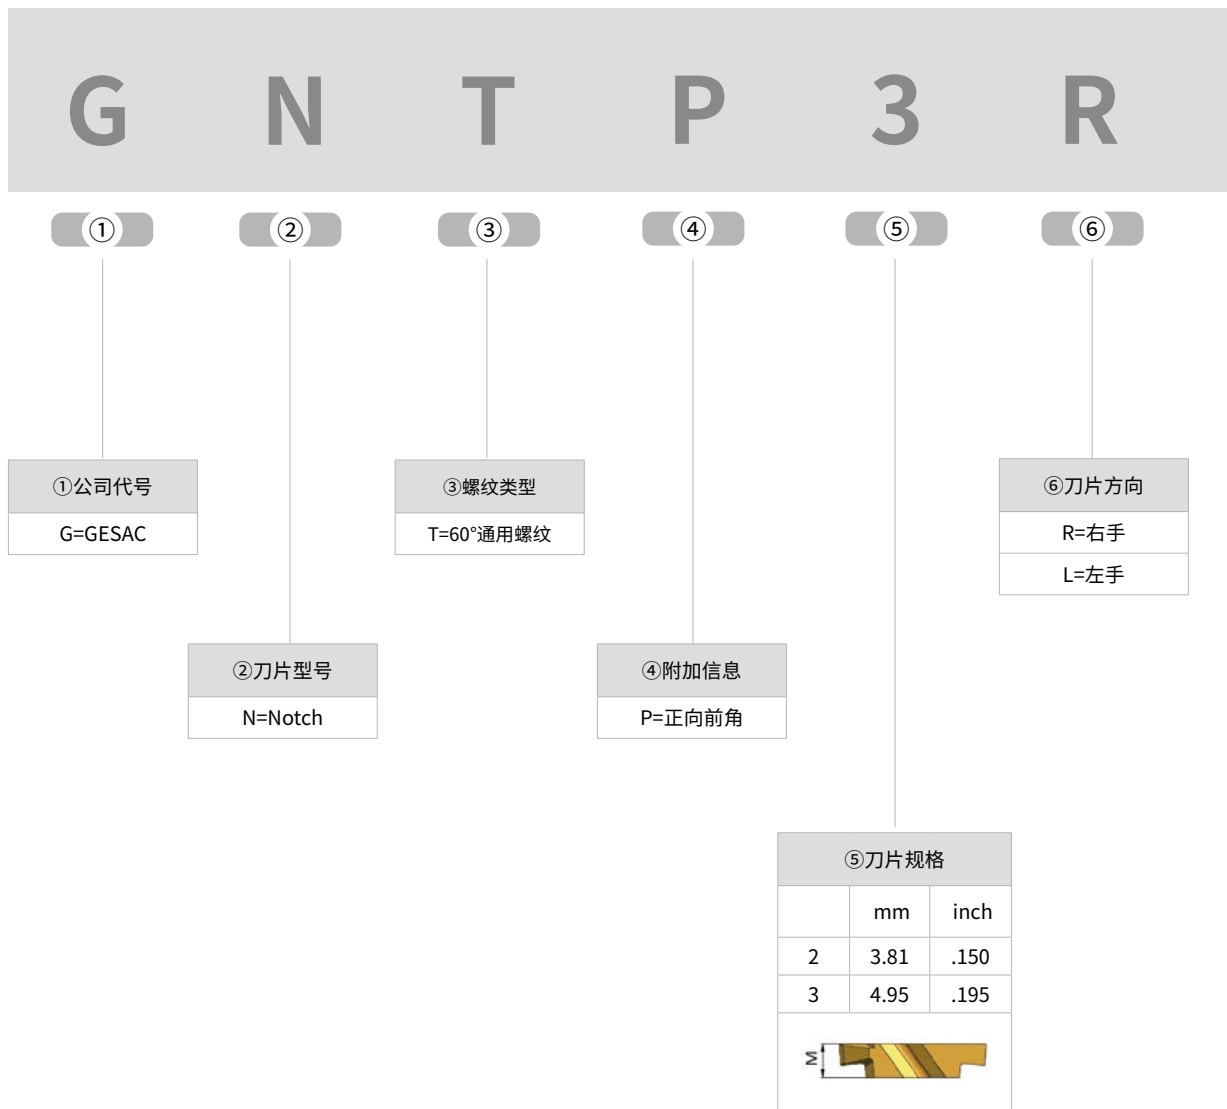 G N T P 3 R
① ② ③ ④ ⑤ ⑥
①公司代号
G=GESAC
③螺纹类型
T=60°通用螺纹
⑥刀片方向
R=右手
L=左手
②刀片型号
N=Notch
④附加信息
P=正向前角
⑤刀片规格
mm inch
2 3.81 .150
3 4.95 .195
M